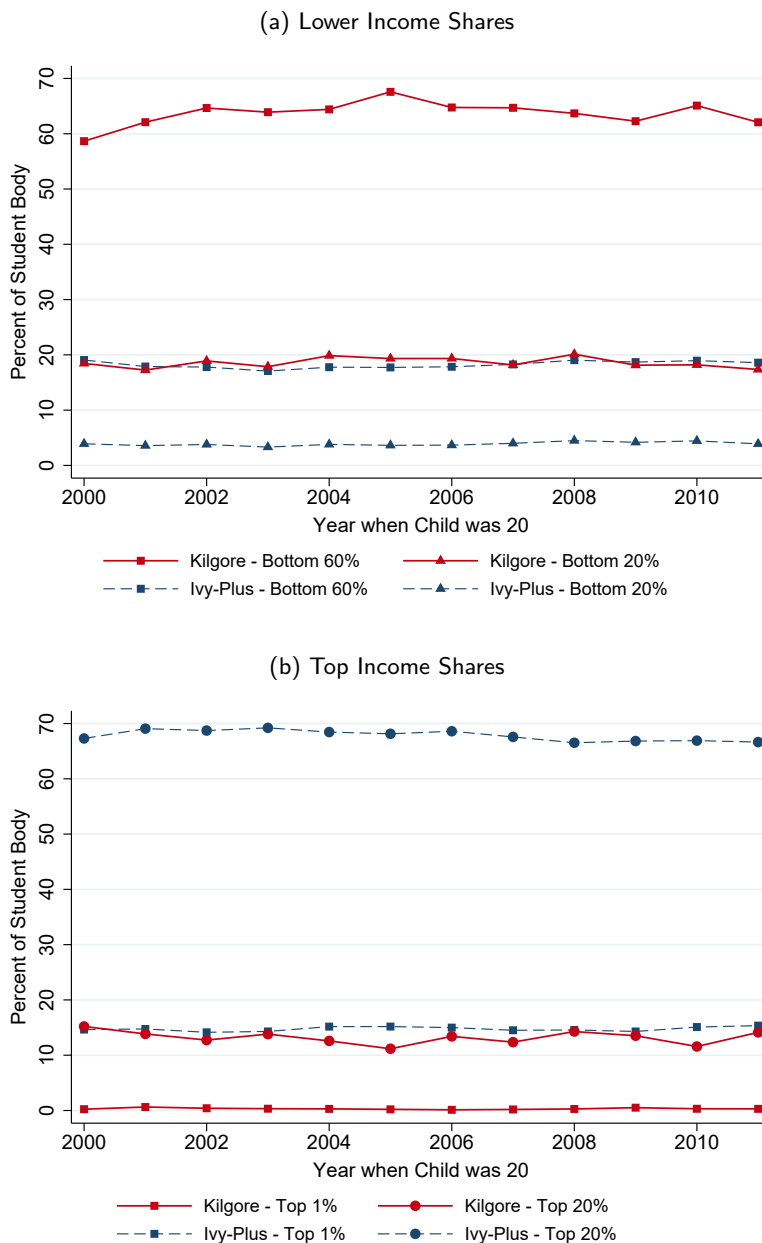 (a) Lower Income Shares
Percent of Student Body
70
60
50
40
30
20
10
0
2000 2002 2004 2006 2008 2010
Year when Child was 20
Kilgore - Bottom 60% Kilgore - Bottom 20%
Ivy-Plus - Bottom 60% Ivy-Plus - Bottom 20%
(b) Top Income Shares
Percent of Student Body
70
60
50
40
30
20
10
0
2000 2002 2004 2006 2008 2010
Year when Child was 20
Kilgore - Top 1% Kilgore - Top 20%
Ivy-Plus - Top 1% Ivy-Plus - Top 20%